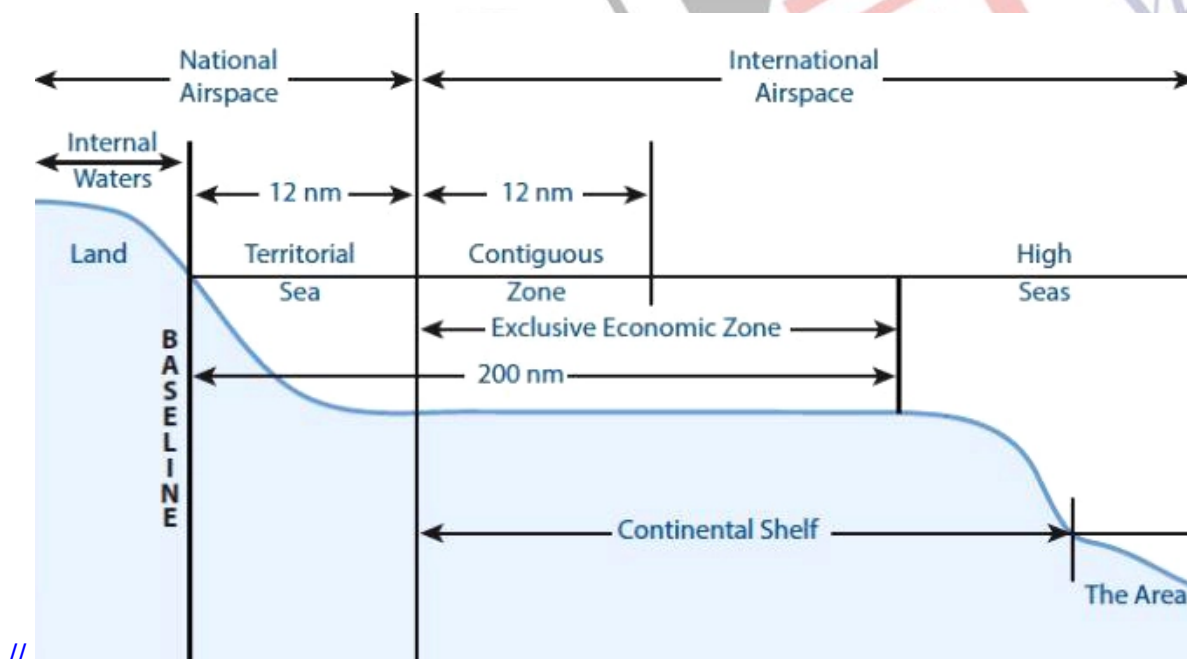 National
Airspace
International
Airspace
Internal
Waters
12 nm
12 nm
Land
Territorial
Sea
Contiguous
Zone
High
Seas
Exclusive Economic Zone
200 nm
BASELINE
Continental Shelf
The Area
//